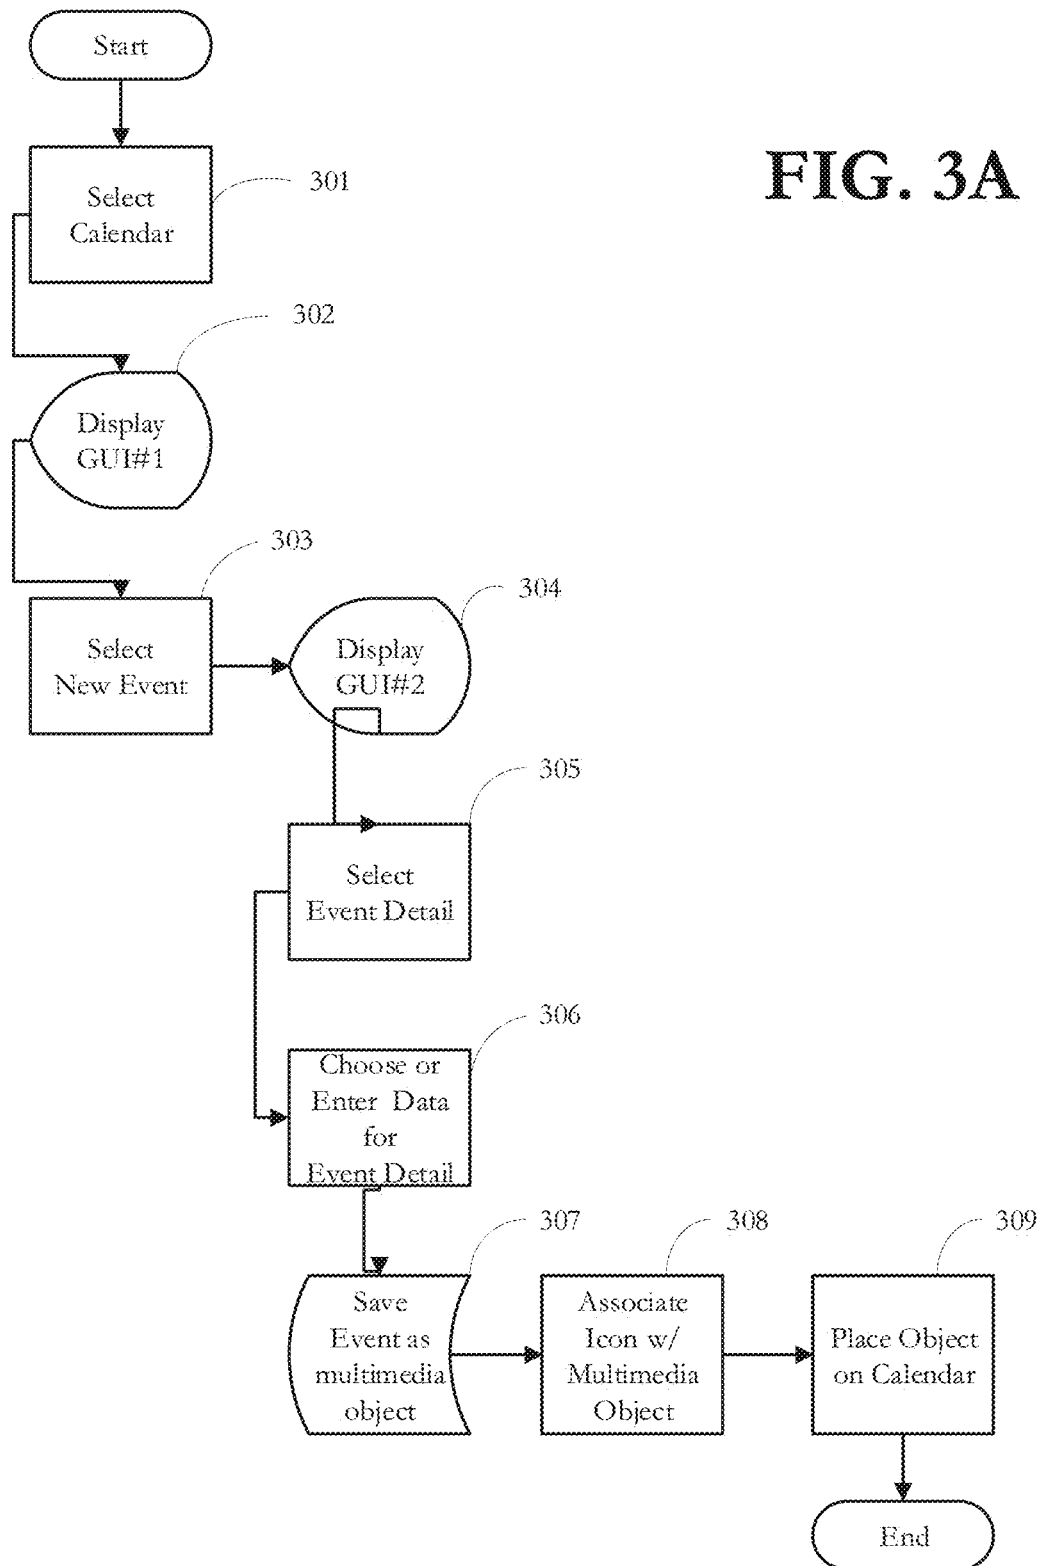 Start
FIG. 3A
301
Select
Calendar
302
Display
GUI#1
303
Select
New Event
304
Display
GUI#2
305
Select
Event Detail
306
Choose or
Enter Data
for
Event Detail
307
Save
Event as
multimedia
object
308
Associate
Icon w/
Multimedia
Object
309
Place Object
on Calendar
End